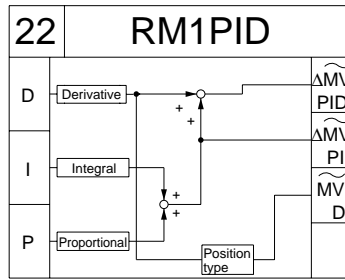 22 RM1PID
D Derivative
ΔMV
PID
+
+
I Integral
ΔMV
PI
+
+
MV
D
P Proportional
Position
type